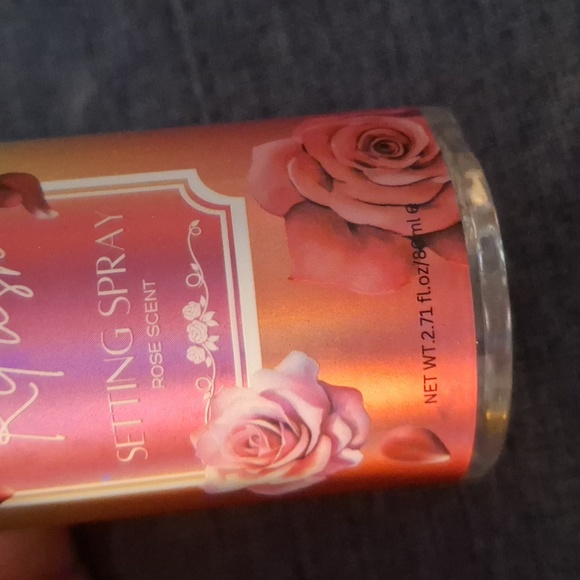 SETTING SPRAY
ROSE SCENT
NET WT.2.71 fl.oz/80ml ℮